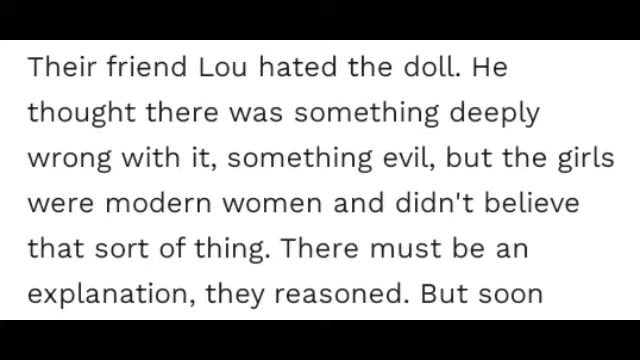 Their friend Lou hated the doll. He
thought there was something deeply
wrong with it, something evil, but the girls
were modern women and didn't believe
that sort of thing. There must be an
explanation, they reasoned. But soon